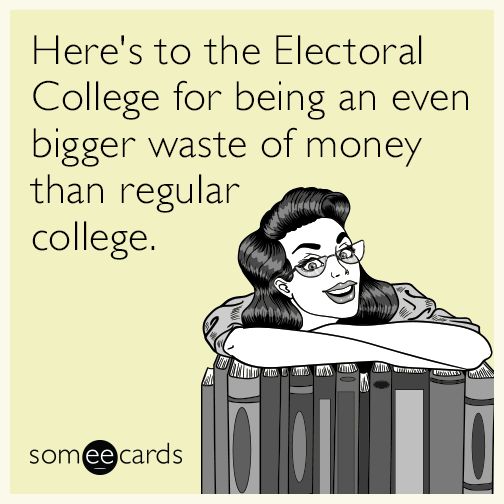 Here's to the Electoral
College for being an even
bigger waste of money
than regular
college.
someecards